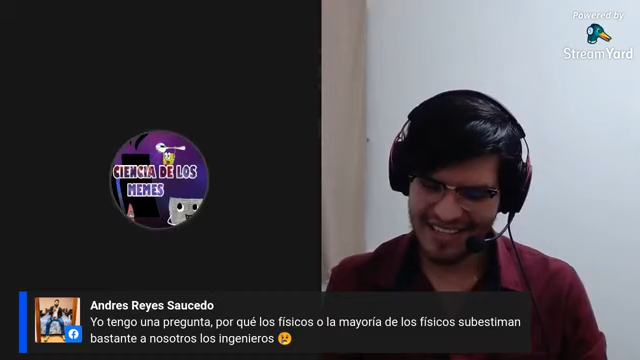 Powered by
StreamYard
CIENCIA DE LOS
MEMES
Andres Reyes Saucedo
Yo tengo una pregunta, por qué los físicos o la mayoría de los físicos subestiman
bastante a nosotros los ingenieros 😢